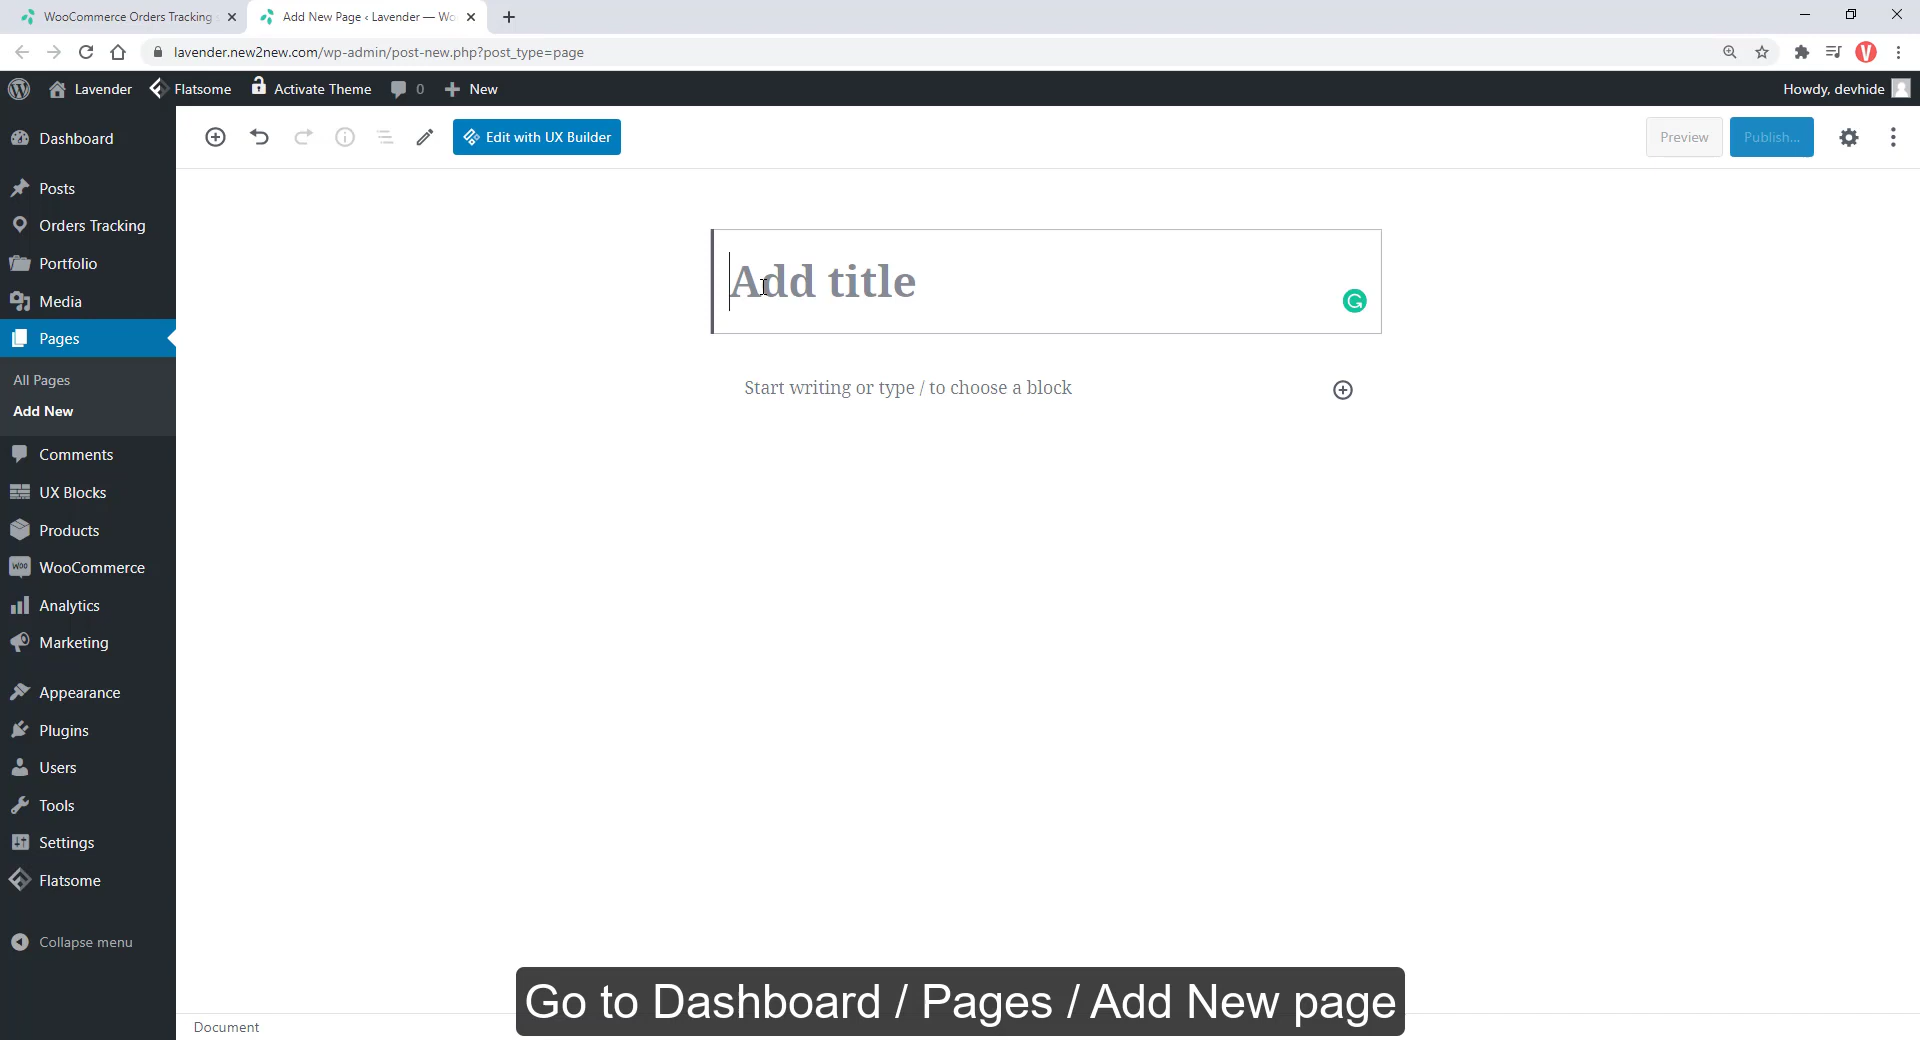 WooCommerce Orders Tracking
Add New Page ‹ Lavender — Wo
lavender.new2new.com/wp-admin/post-new.php?post_type=page
V
Lavender
Flatsome
Activate Theme
0
New
Howdy, devhide
Dashboard
Posts
Orders Tracking
Portfolio
Media
Pages
All Pages
Add New
Comments
UX Blocks
Products
WOO
WooCommerce
Analytics
Marketing
Appearance
Plugins
Users
Tools
Settings
Flatsome
Collapse menu
Edit with UX Builder
Preview
Publish...
Add title
G
Start writing or type / to choose a block
Document
Go to Dashboard / Pages / Add New page